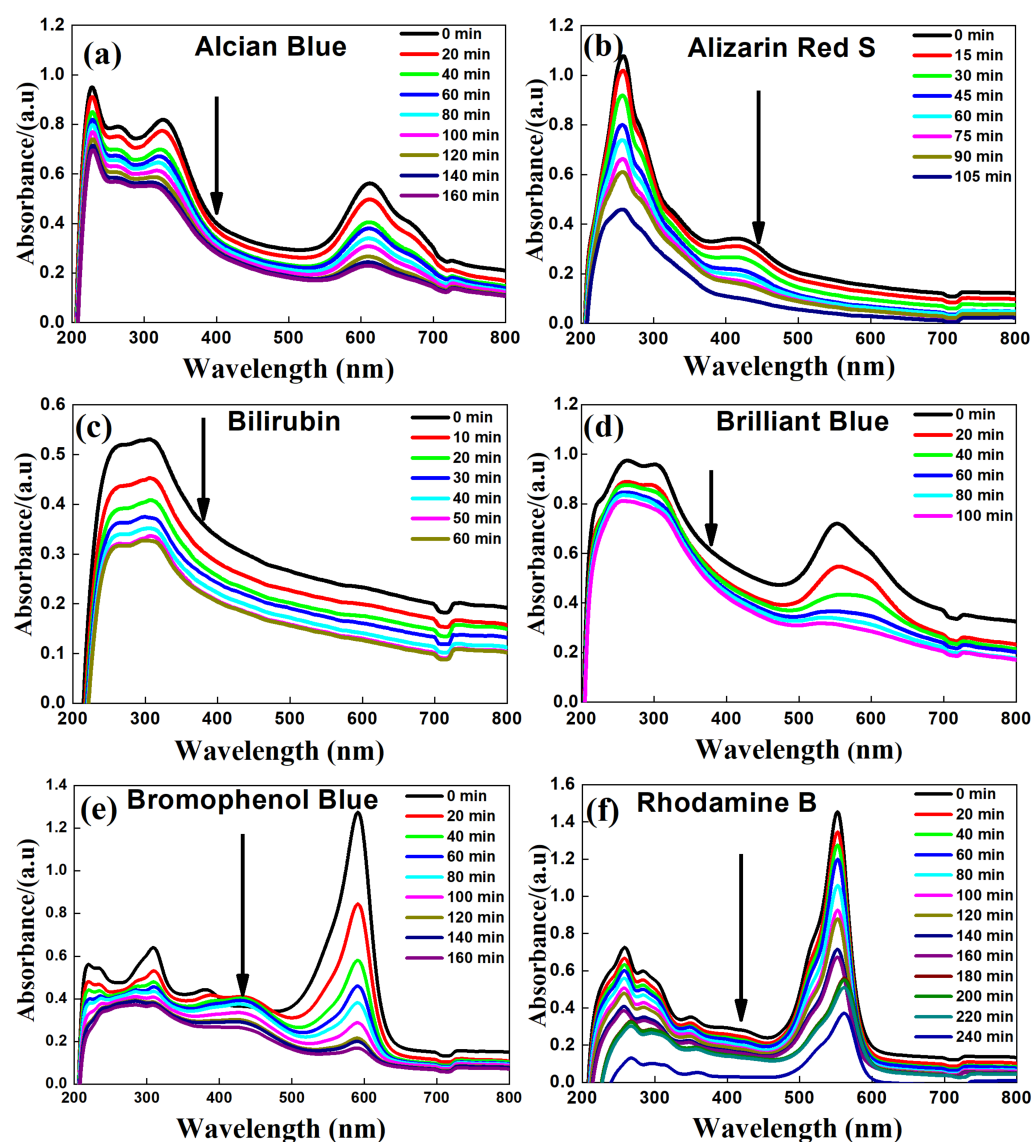 (a)
Alcian Blue
0 min
20 min
40 min
60 min
80 min
100 min
120 min
140 min
160 min
Absorbance/(a.u)
1.2
1.0
0.8
0.6
0.4
0.2
0.0
200 300 400 500 600 700 800
Wavelength (nm)
(b)
Alizarin Red S
0 min
15 min
30 min
45 min
60 min
75 min
90 min
105 min
Absorbance/(a.u)
1.2
1.0
0.8
0.6
0.4
0.2
0.0
200 300 400 500 600 700 800
Wavelength (nm)
(c)
Bilirubin
0 min
10 min
20 min
30 min
40 min
50 min
60 min
Absorbance/(a.u)
0.6
0.5
0.4
0.3
0.2
0.1
0.0
200 300 400 500 600 700 800
Wavelength (nm)
(d)
Brilliant Blue
0 min
20 min
40 min
60 min
80 min
100 min
Absorbance/(a.u)
1.2
1.0
0.8
0.6
0.4
0.2
0.0
200 300 400 500 600 700 800
Wavelength (nm)
(e)
Bromophenol Blue
0 min
20 min
40 min
60 min
80 min
100 min
120 min
140 min
160 min
Absorbance/(a.u)
1.4
1.2
1.0
0.8
0.6
0.4
0.2
0.0
200 300 400 500 600 700 800
Wavelength (nm)
(f)
Rhodamine B
0 min
20 min
40 min
60 min
80 min
100 min
120 min
140 min
160 min
180 min
200 min
220 min
240 min
Absorbance/(a.u)
1.6
1.4
1.2
1.0
0.8
0.6
0.4
0.2
0.0
200 300 400 500 600 700 800
Wavelength (nm)